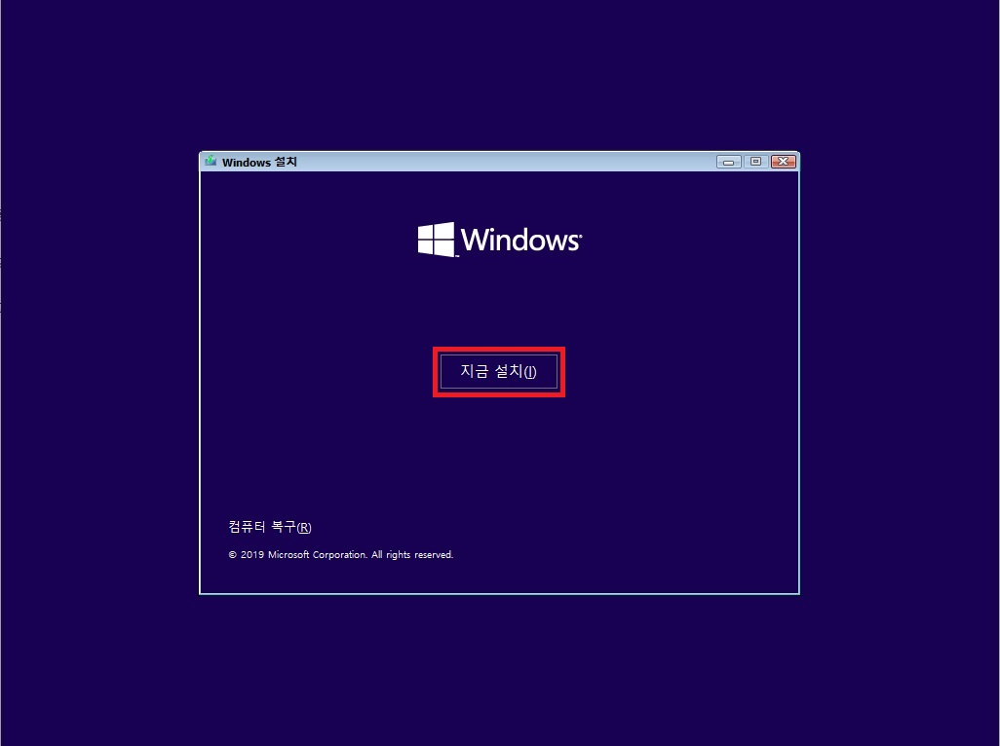 Windows 설치
Windows
지금 설치(I)
컴퓨터 복구(R)
© 2019 Microsoft Corporation. All rights reserved.